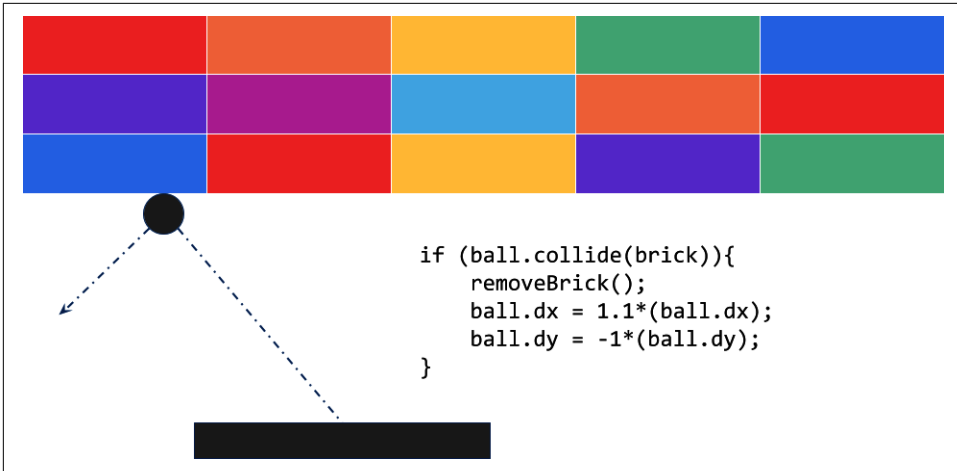 if (ball.collide(brick)){
    removeBrick();
    ball.dx = 1.1*(ball.dx);
    ball.dy = -1*(ball.dy);
}